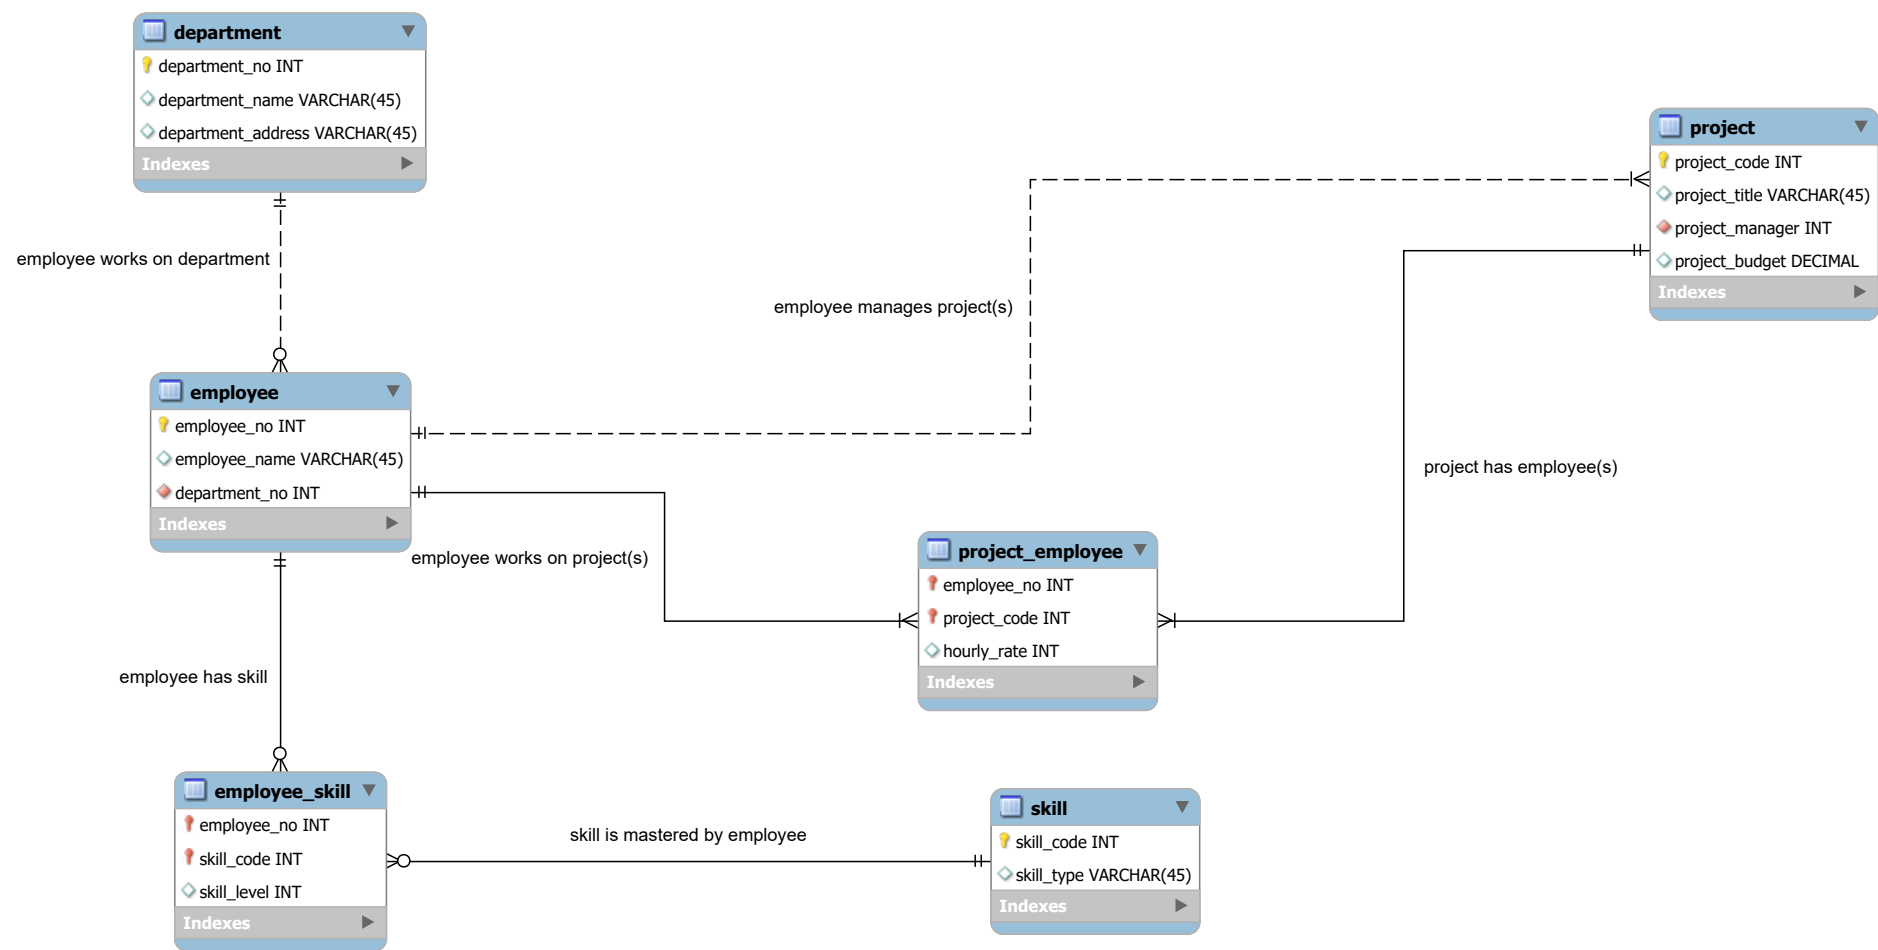 department
department_no INT
department_name VARCHAR(45)
department_address VARCHAR(45)
Indexes
employee works on department
project
project_code INT
project_title VARCHAR(45)
project_manager INT
project_budget DECIMAL
Indexes
employee manages project(s)
employee
employee_no INT
employee_name VARCHAR(45)
department_no INT
Indexes
project has employee(s)
employee works on project(s)
project_employee
employee_no INT
project_code INT
hourly_rate INT
Indexes
employee has skill
employee_skill
employee_no INT
skill_code INT
skill_level INT
Indexes
skill is mastered by employee
skill
skill_code INT
skill_type VARCHAR(45)
Indexes